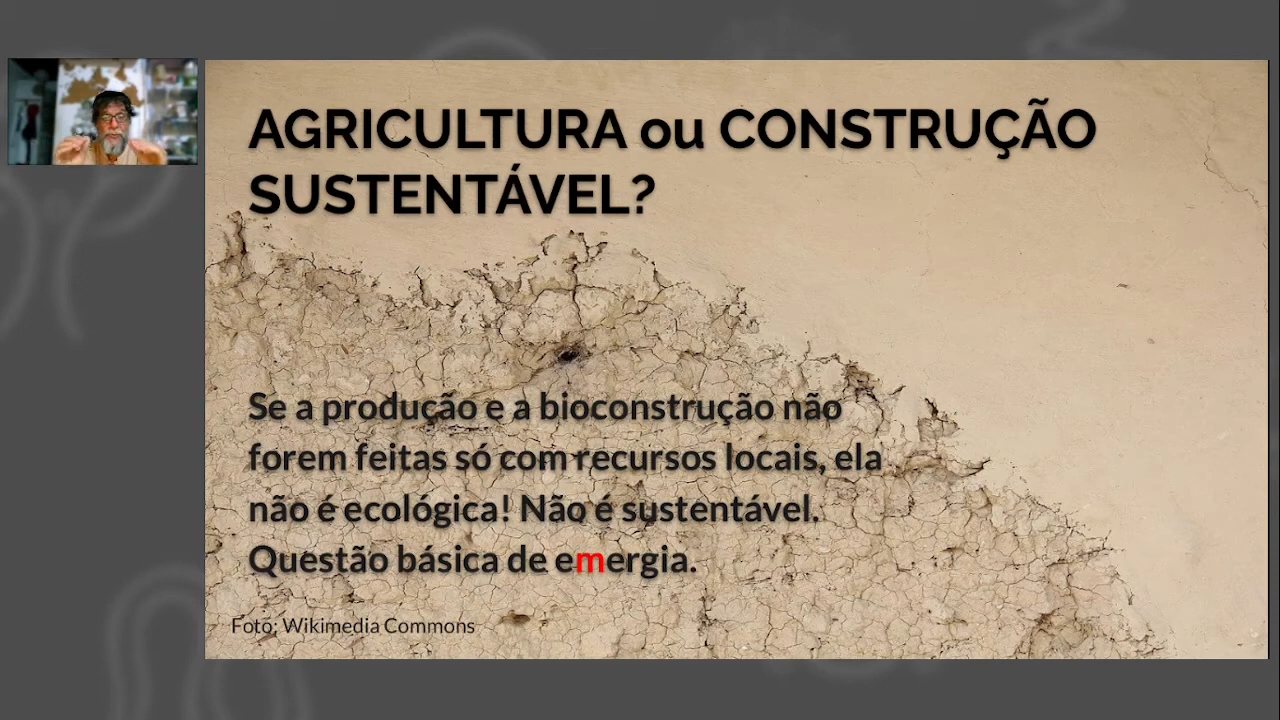 AGRICULTURA ou CONSTRUÇÃO
SUSTENTÁVEL?
Se a produção e a bioconstrução não
forem feitas só com recursos locais, ela
não é ecológica! Não é sustentável.
Questão básica de emergia.
Foto: Wikimedia Commons